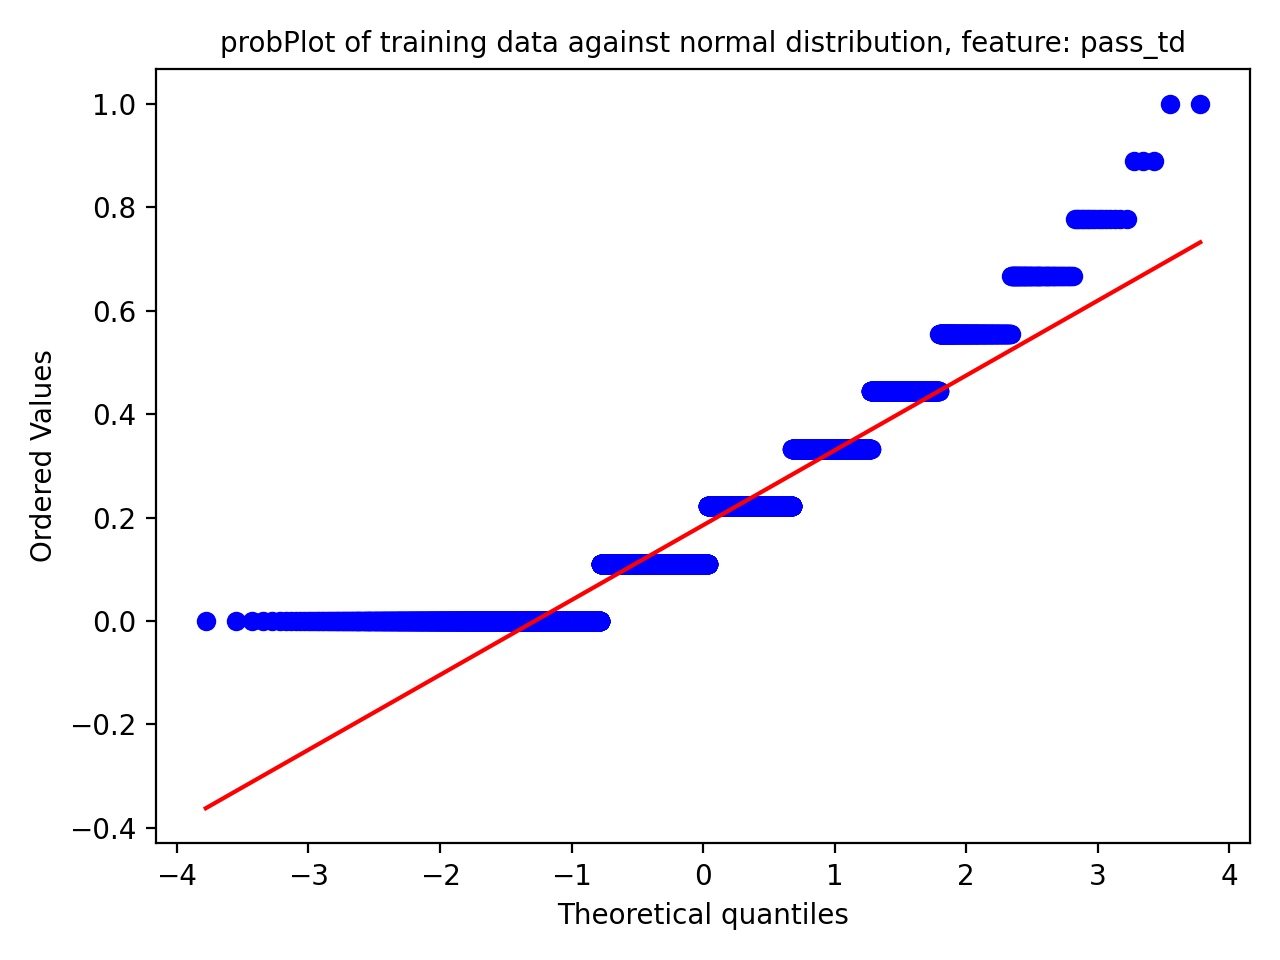 probPlot of training data against normal distribution, feature: pass_td
1.0
0.8
0.6
0.4
0.2
0.0
−0.2
−0.4
Ordered Values
−4 −3 −2 −1 0 1 2 3 4
Theoretical quantiles